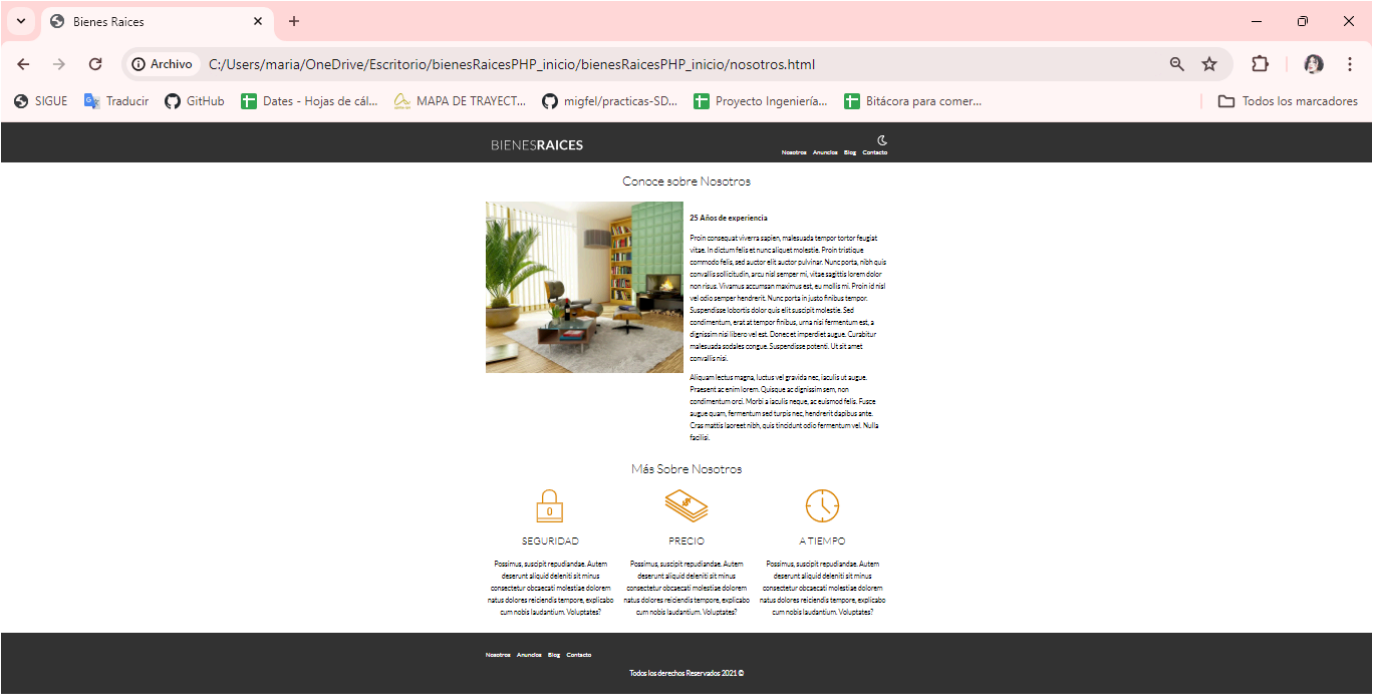 Bienes Raices
Archivo C:/Users/maria/OneDrive/Escritorio/bienesRaicesPHP_inicio/bienesRaicesPHP_inicio/nosotros.html
SIGUE Traducir GitHub Dates - Hojas de cál... MAPA DE TRAYECT... migfel/practicas-SD... Proyecto Ingeniería... Bitácora para comer... Todos los marcadores
BIENESRAICES
Nosotros Anuncios Blog Contacto
Conoce sobre Nosotros
25 Años de experiencia
Proin consequat viverra sapien, malesuada tempor tortor feugiat
vitae. In dictum felis et nunc aliquet molestie. Proin tristique
commodo felis, sed auctor elit auctor pulvinar. Nunc porta, nibh quis
convallis sollicitudin, arcu nisl semper mi, vitae sagittis lorem dolor
non risus. Vivamus accumsan maximus est, eu mollis mi. Proin id nisl
vel odio semper hendrerit. Nunc porta in justo finibus tempor.
Suspendisse lobortis dolor quis elit suscipit molestie. Sed
condimentum, erat at tempor finibus, urna nisi fermentum est, a
dignissim nisi libero vel est. Donec et imperdiet augue. Curabitur
malesuada sodales congue. Suspendisse potenti. Ut sit amet
convallis nisi.
Aliquam lectus magna, luctus vel gravida nec, iaculis ut augue.
Praesent ac enim lorem. Quisque ac dignissim sem, non
condimentum orci. Morbi a iaculis neque, ac euismod felis. Fusce
augue quam, fermentum sed turpis nec, hendrerit dapibus ante.
Cras mattis laoreet nibh, quis tincidunt odio fermentum vel. Nulla
facilisi.
Más Sobre Nosotros
SEGURIDAD
Possimus, suscipit repudiandae. Autem
deserunt aliquid deleniti sit minus
consectetur obcaecati molestiae dolorem
natus dolores reiciendis tempore, explicabo
cum nobis laudantium. Voluptates?
PRECIO
Possimus, suscipit repudiandae. Autem
deserunt aliquid deleniti sit minus
consectetur obcaecati molestiae dolorem
natus dolores reiciendis tempore, explicabo
cum nobis laudantium. Voluptates?
A TIEMPO
Possimus, suscipit repudiandae. Autem
deserunt aliquid deleniti sit minus
consectetur obcaecati molestiae dolorem
natus dolores reiciendis tempore, explicabo
cum nobis laudantium. Voluptates?
Nosotros Anuncios Blog Contacto
Todos los derechos Reservados 2021 ©